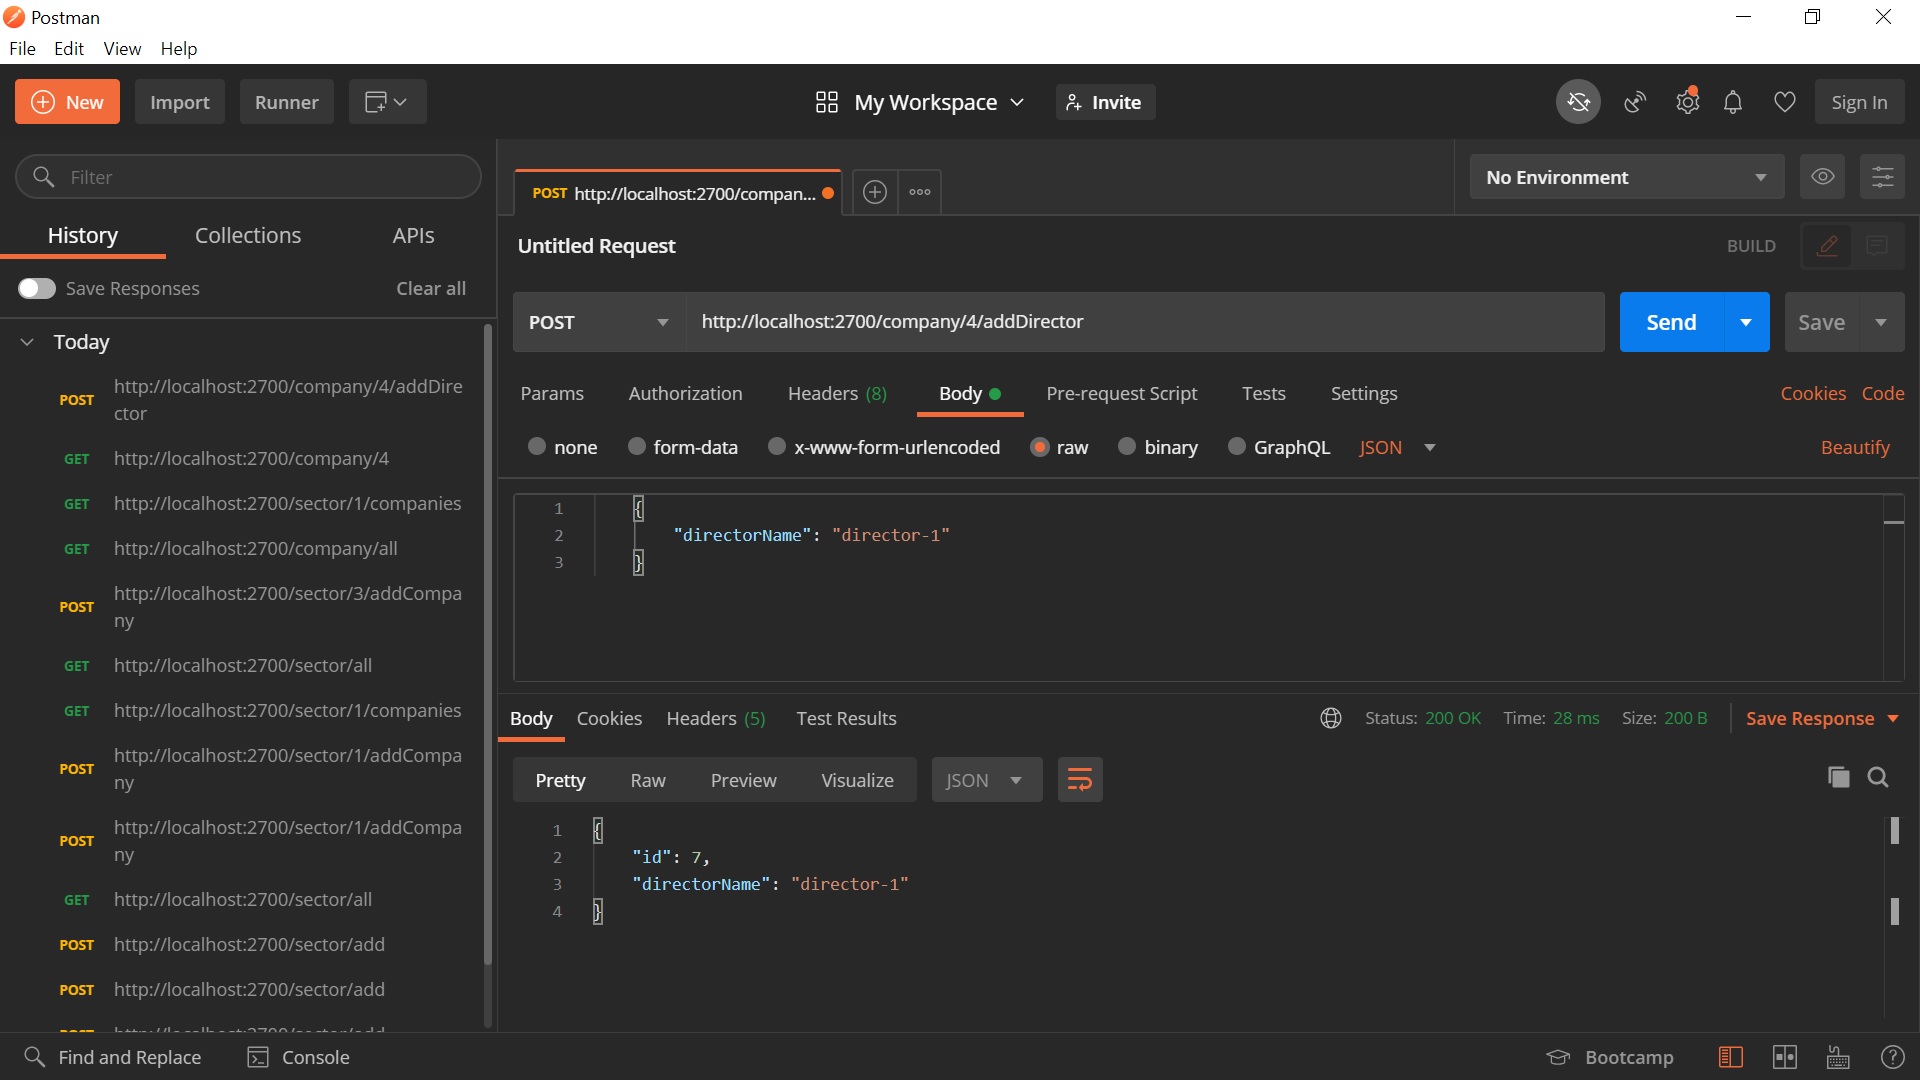 Postman
File Edit View Help
New Import Runner My Workspace Invite Sign In
Filter
History Collections APIs
Save Responses Clear all
Today
POST http://localhost:2700/company/4/addDire
ctor
GET http://localhost:2700/company/4
GET http://localhost:2700/sector/1/companies
GET http://localhost:2700/company/all
POST http://localhost:2700/sector/3/addCompa
ny
GET http://localhost:2700/sector/all
GET http://localhost:2700/sector/1/companies
POST http://localhost:2700/sector/1/addCompa
ny
POST http://localhost:2700/sector/1/addCompa
ny
GET http://localhost:2700/sector/all
POST http://localhost:2700/sector/add
POST http://localhost:2700/sector/add
POST http://localhost:2700/compan... No Environment
Untitled Request BUILD
POST http://localhost:2700/company/4/addDirector Send Save
Params Authorization Headers (8) Body Pre-request Script Tests Settings Cookies Code
none form-data x-www-form-urlencoded raw binary GraphQL JSON Beautify
1 {
2 "directorName": "director-1"
3 }
Body Cookies Headers (5) Test Results Status: 200 OK Time: 28 ms Size: 200 B Save Response
Pretty Raw Preview Visualize JSON
1 {
2 "id": 7,
3 "directorName": "director-1"
4 }
Find and Replace Console Bootcamp